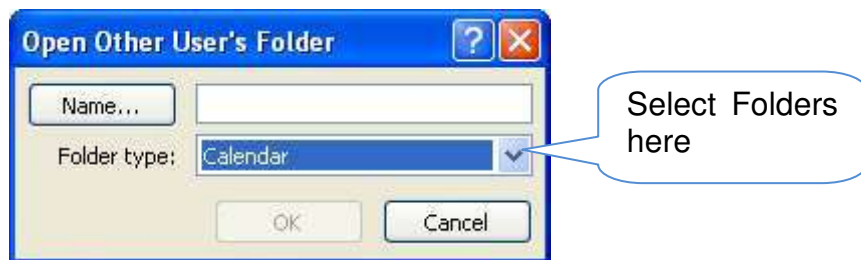 Open Other User's Folder
Name...
Folder type: Calendar
OK Cancel
Select Folders
here